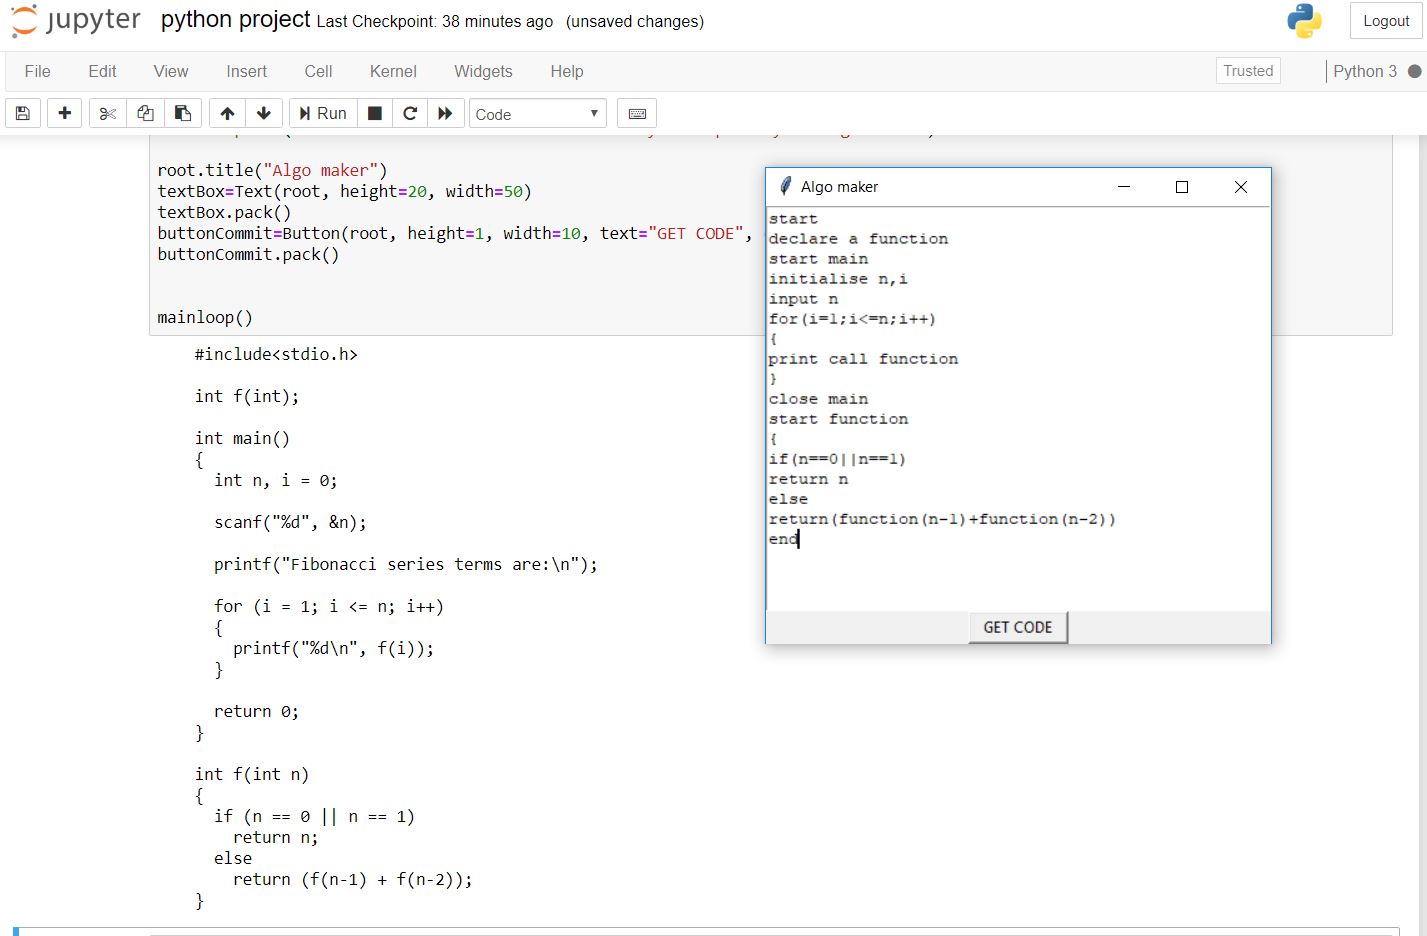 jupyter python project Last Checkpoint: 38 minutes ago (unsaved changes)
Logout
File Edit View Insert Cell Kernel Widgets Help
Trusted
Python 3
Run
Code
root.title("Algo maker")
textBox=Text(root, height=20, width=50)
textBox.pack()
buttonCommit=Button(root, height=1, width=10, text="GET CODE",
buttonCommit.pack()
mainloop()
#include<stdio.h>
int f(int);
int main()
{
int n, i = 0;
scanf("%d", &n);
printf("Fibonacci series terms are:\n");
for (i = 1; i <= n; i++)
{
printf("%d\n", f(i));
}
return 0;
}
int f(int n)
{
if (n == 0 || n == 1)
return n;
else
return (f(n-1) + f(n-2));
}
Algo maker
start
declare a function
start main
initialise n,i
input n
for(i=1;i<=n;i++)
{
print call function
}
close main
start function
{
if(n==0||n==1)
return n
else
return(function(n-1)+function(n-2))
end
GET CODE